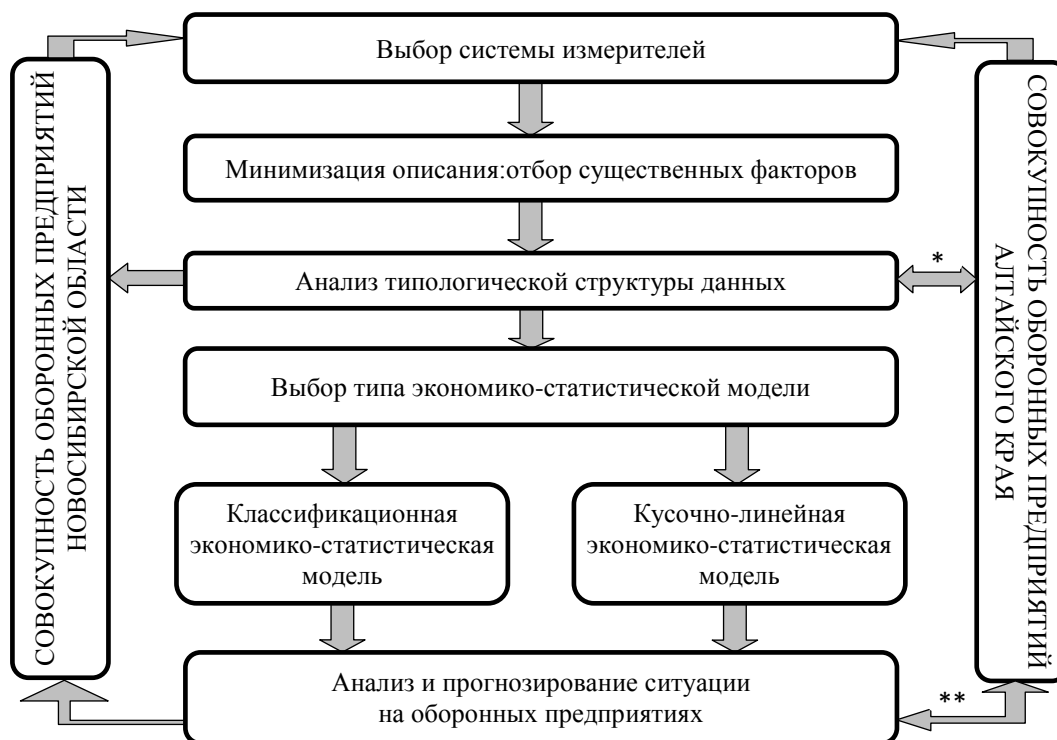 Выбор системы измерителей
Минимизация описания:отбор существенных факторов
Анализ типологической структуры данных
*
Выбор типа экономико-статистической модели
Классификационная
экономико-статистическая
модель
Кусочно-линейная
экономико-статистическая
модель
Анализ и прогнозирование ситуации
на оборонных предприятиях
**
СОВОКУПНОСТЬ ОБОРОННЫХ ПРЕДПРИЯТИЙ
НОВОСИБИРСКОЙ ОБЛАСТИ
СОВОКУПНОСТЬ ОБОРОННЫХ ПРЕДПРИЯТИЙ
АЛТАЙСКОГО КРАЯ